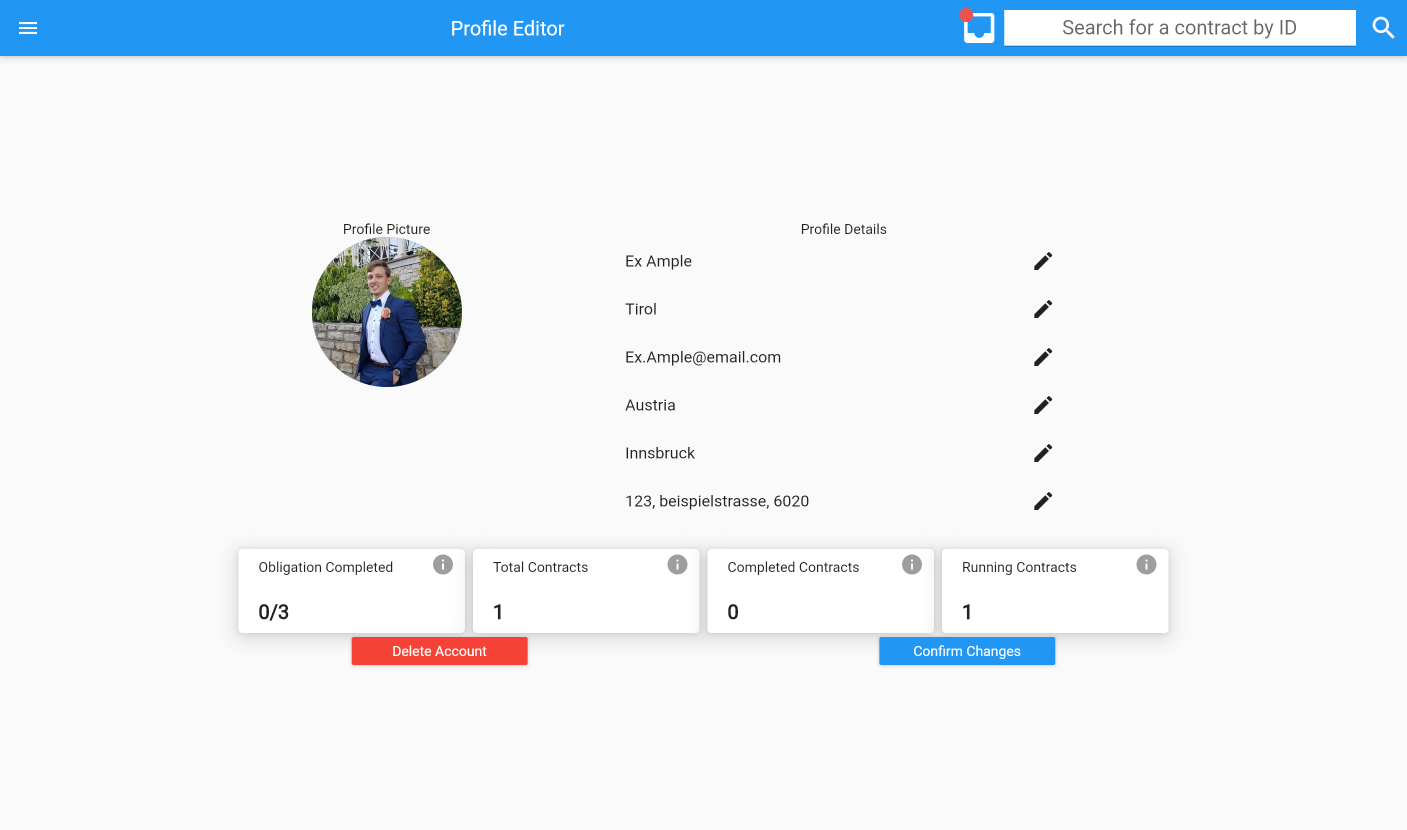 Profile Editor
Search for a contract by ID
Profile Picture
Profile Details
Ex Ample
Tirol
Ex.Ample@email.com
Austria
Innsbruck
123, beispielstrasse, 6020
Obligation Completed
0/3
Total Contracts
1
Completed Contracts
0
Running Contracts
1
Delete Account
Confirm Changes